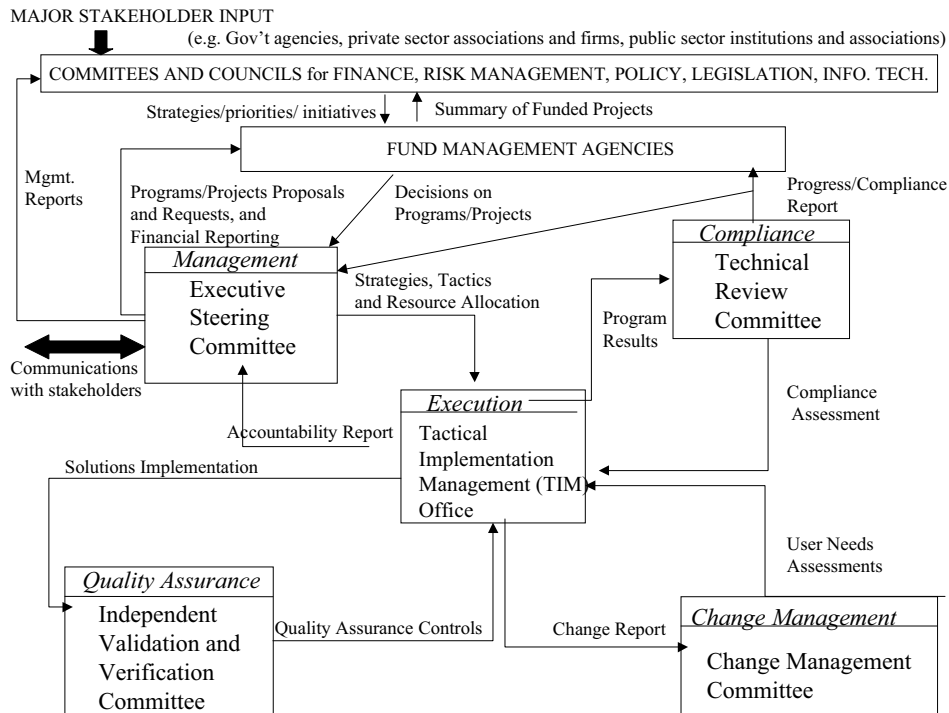 MAJOR STAKEHOLDER INPUT
(e.g. Gov't agencies, private sector associations and firms, public sector institutions and associations)
COMMITEES AND COUNCILS for FINANCE, RISK MANAGEMENT, POLICY, LEGISLATION, INFO. TECH.
Strategies/priorities/ initiatives
Summary of Funded Projects
FUND MANAGEMENT AGENCIES
Mgmt.
Reports
Programs/Projects Proposals
and Requests, and
Financial Reporting
Decisions on
Programs/Projects
Progress/Compliance
Report
Management
Executive
Steering
Committee
Strategies, Tactics
and Resource Allocation
Compliance
Technical
Review
Committee
Program
Results
Communications
with stakeholders
Compliance
Assessment
Execution
Tactical
Implementation
Management (TIM)
Office
Accountability Report
Solutions Implementation
User Needs
Assessments
Quality Assurance
Independent
Validation and
Verification
Committee
Quality Assurance Controls
Change Report
Change Management
Change Management
Committee